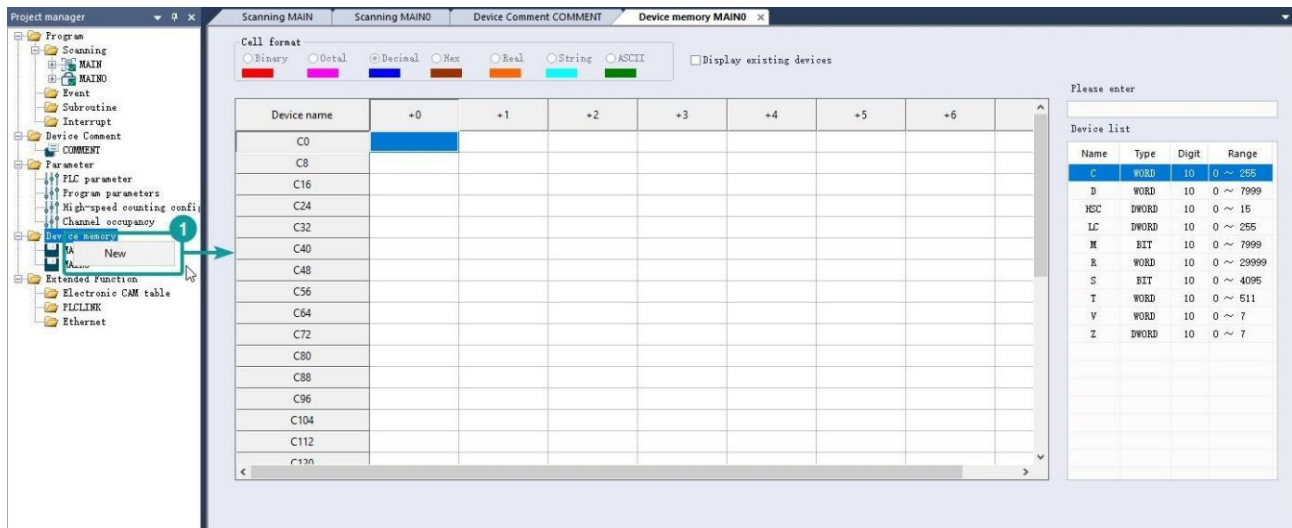 Project manager
Program
Scanning
MAIN
MAIN0
Event
Subroutine
Interrupt
Device Comment
COMMENT
Parameter
PLC parameter
Program parameters
High-speed counting confi
Channel occupancy
1
Device memory
New
Extended Function
Electronic CAM table
PLCLINK
Ethernet
Scanning MAIN Scanning MAIN0 Device Comment COMMENT Device memory MAIN0
Cell format
Binary Octal Decimal Hex Real String ASCII Display existing devices
Device name +0 +1 +2 +3 +4 +5 +6
C0
C8
C16
C24
C32
C40
C48
C56
C64
C72
C80
C88
C96
C104
C112
C120
Please enter
Device list
Name Type Digit Range
C WORD 10 0 ~ 255
D WORD 10 0 ~ 7999
HSC DWORD 10 0 ~ 15
LC DWORD 10 0 ~ 255
M BIT 10 0 ~ 7999
R WORD 10 0 ~ 29999
S BIT 10 0 ~ 4095
T WORD 10 0 ~ 511
V WORD 10 0 ~ 7
Z DWORD 10 0 ~ 7